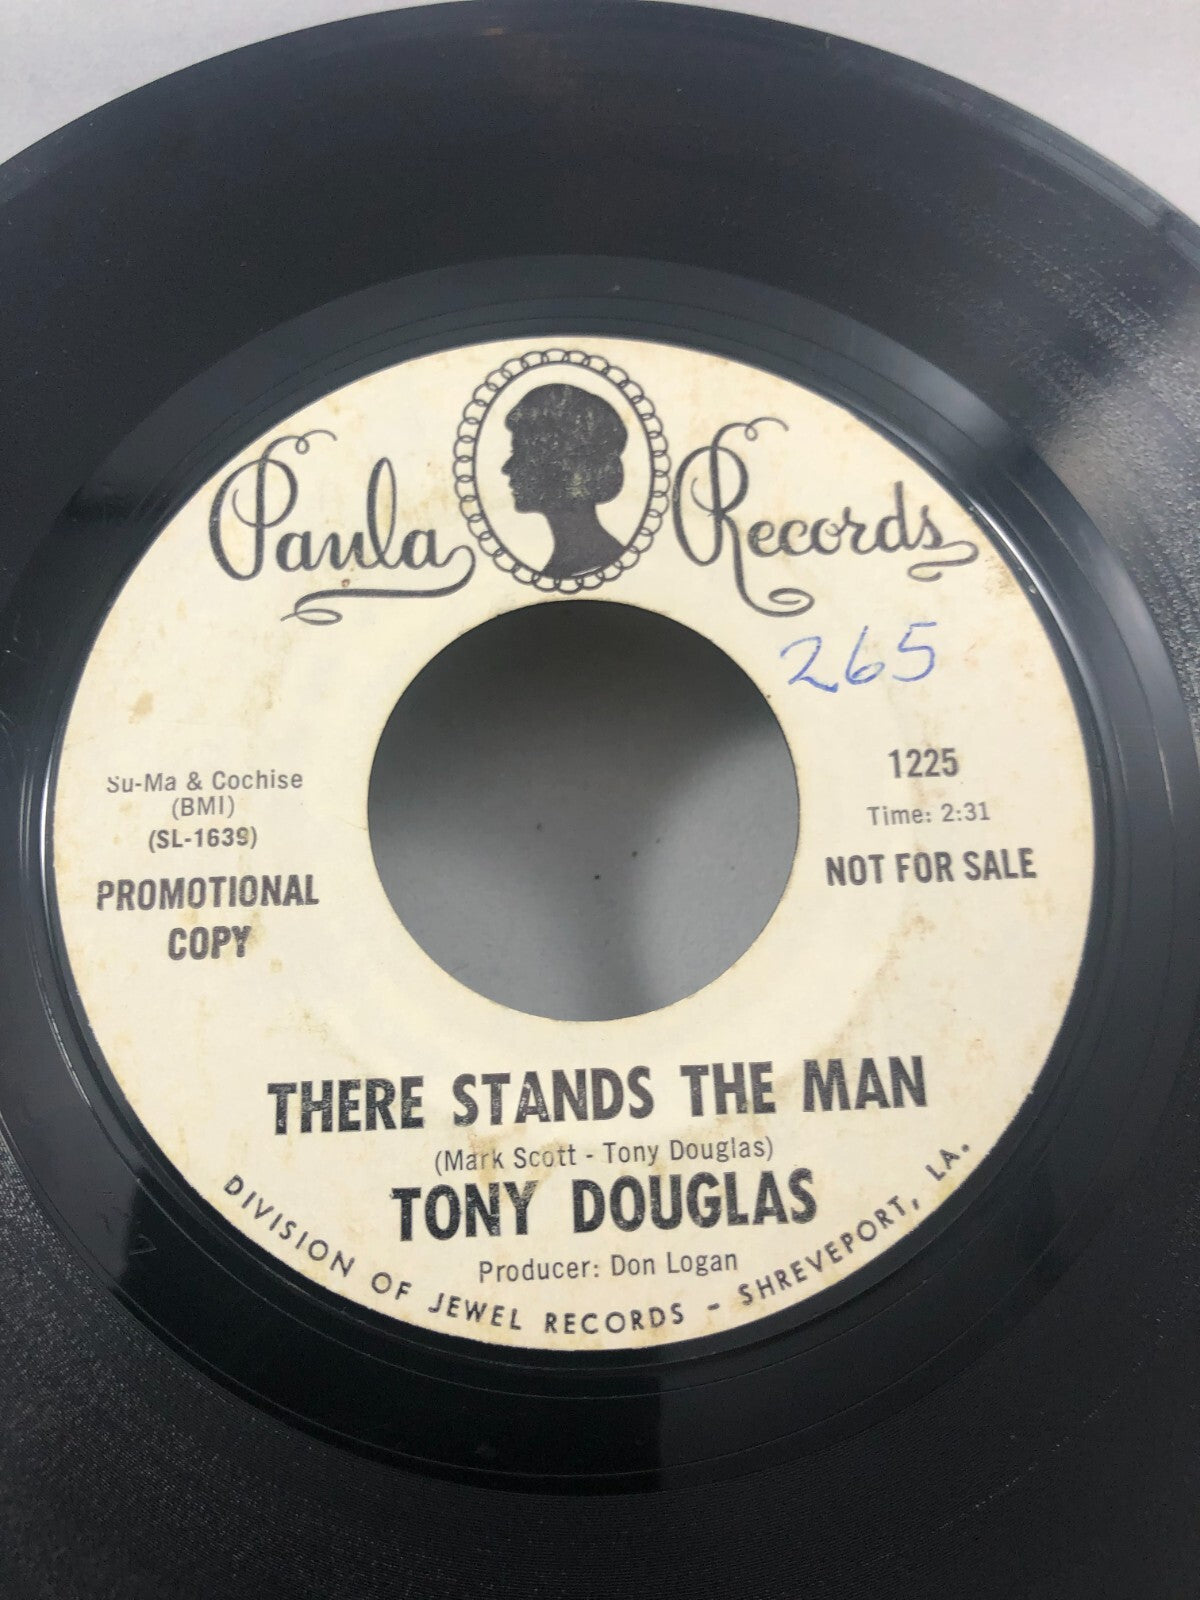 Paula Records
265
Su-Ma & Cochise
(BMI)
(SL-1639)
PROMOTIONAL
COPY
1225
Time: 2:31
NOT FOR SALE
THERE STANDS THE MAN
(Mark Scott - Tony Douglas)
TONY DOUGLAS
Producer: Don Logan
DIVISION OF JEWEL RECORDS - SHREVEPORT, LA.